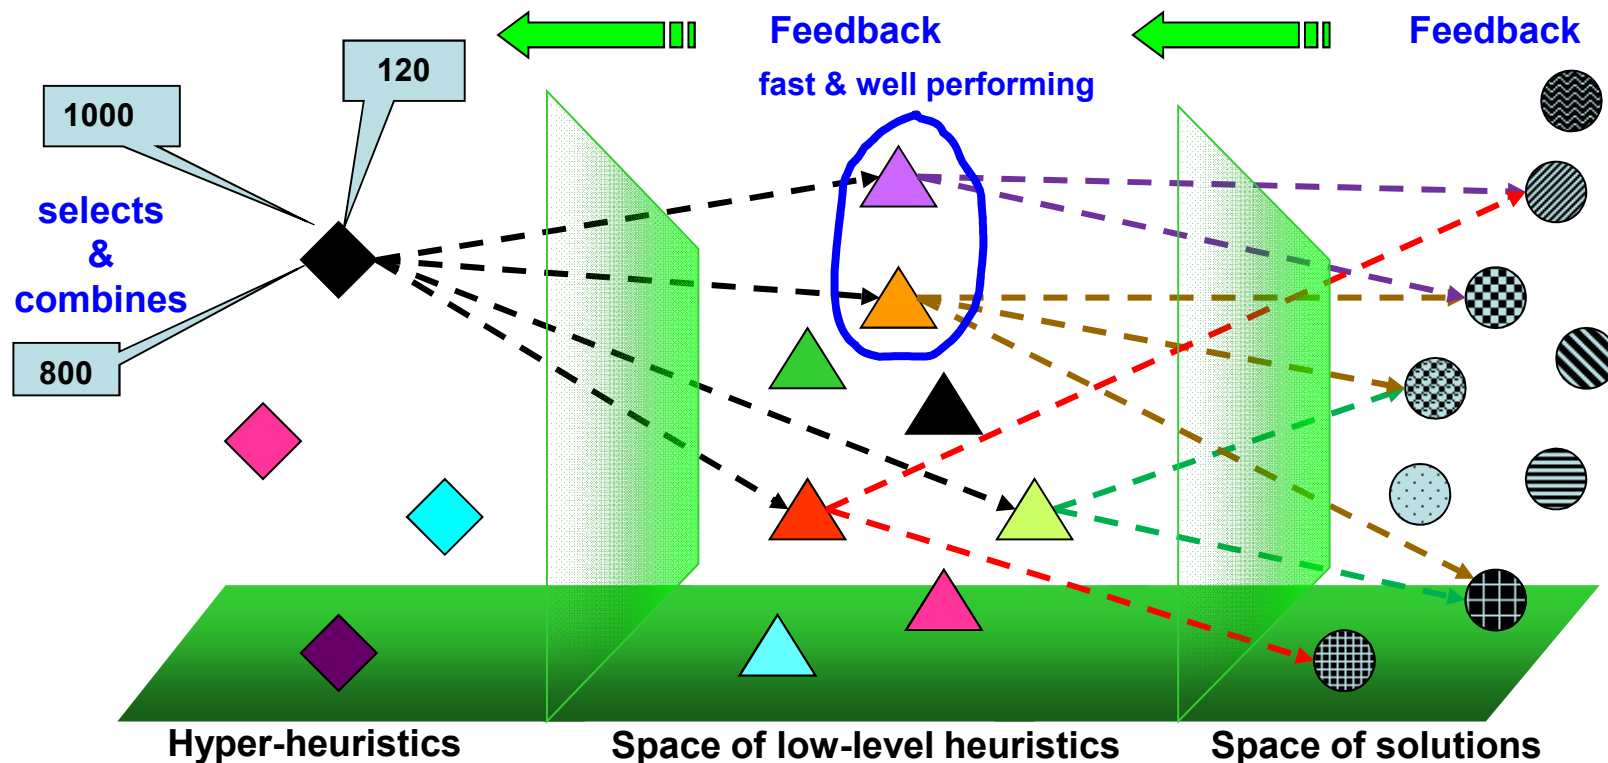 Feedback
Feedback
fast & well performing
120
1000
selects
&
combines
800
Hyper-heuristics
Space of low-level heuristics
Space of solutions